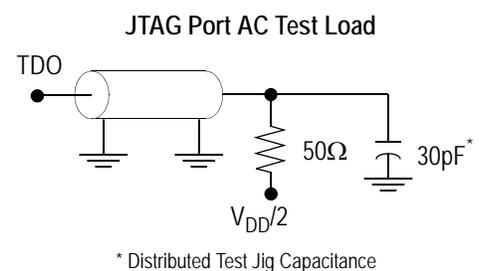 JTAG Port AC Test Load
TDO
50Ω
30pF*
VDD/2
* Distributed Test Jig Capacitance